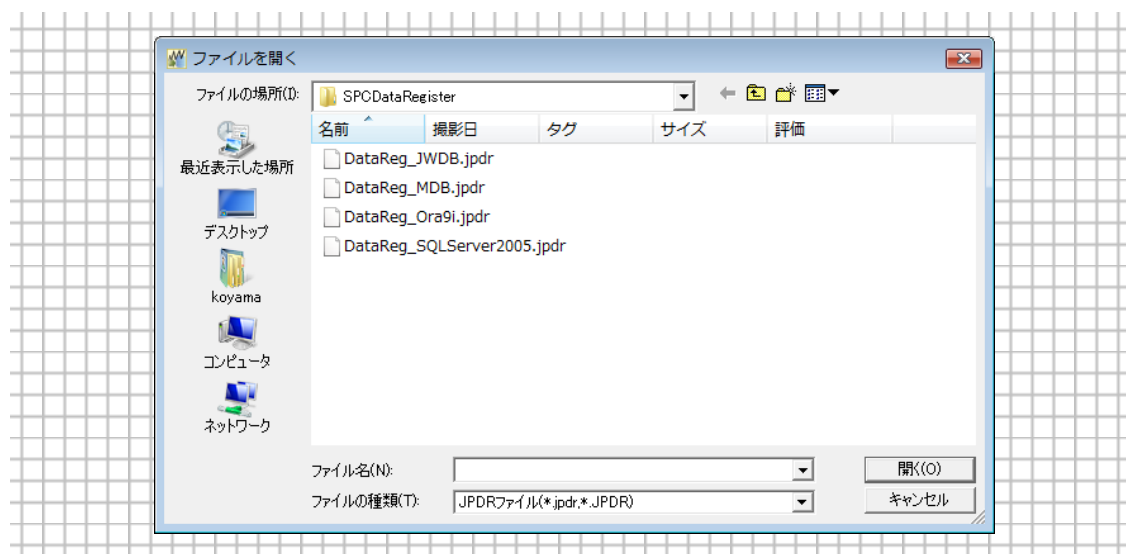 ファイルを開く
ファイルの場所(I):
SPCDataRegister
名前 撮影日 タグ サイズ 評価
DataReg_JWDB.jpdr
DataReg_MDB.jpdr
DataReg_Ora9i.jpdr
DataReg_SQLServer2005.jpdr
最近表示した場所
デスクトップ
koyama
コンピュータ
ネットワーク
ファイル名(N):
開く(O)
ファイルの種類(T):
JPDRファイル(*.jpdr,*.JPDR)
キャンセル